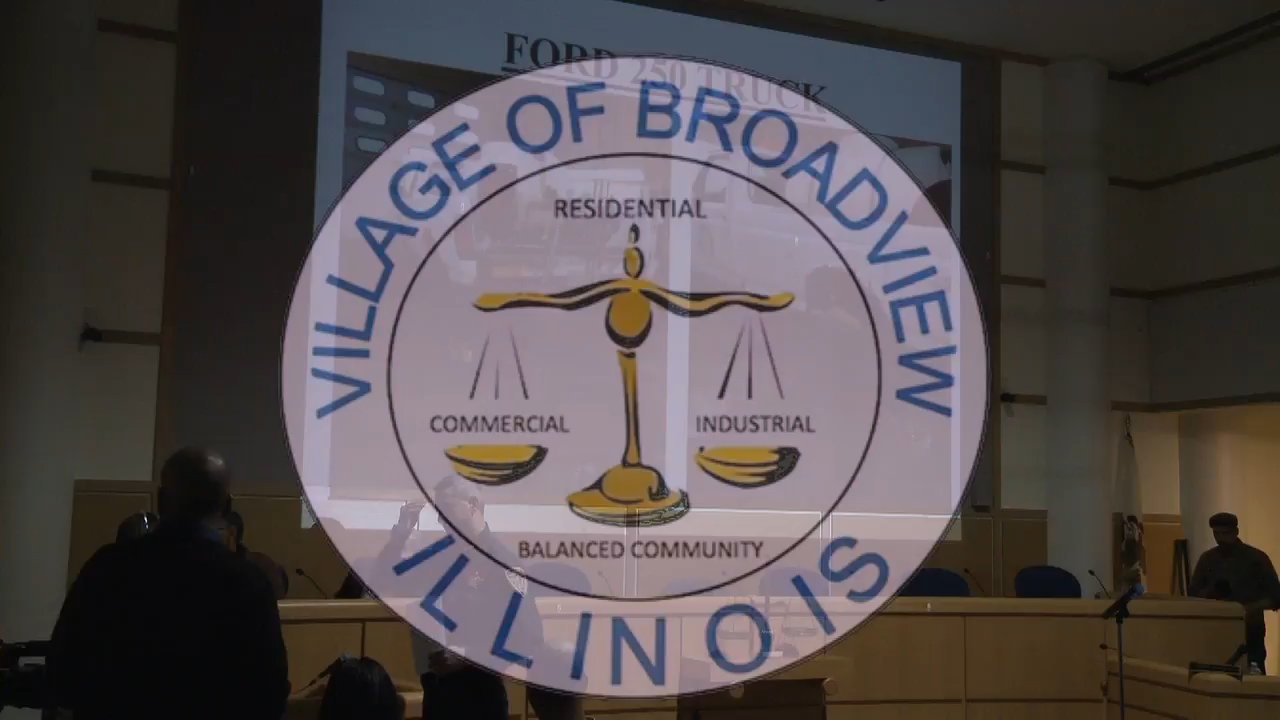 FORD 250 TRUCK
VILLAGE OF BROADVIEW
RESIDENTIAL
COMMERCIAL
INDUSTRIAL
BALANCED COMMUNITY
ILLINOIS